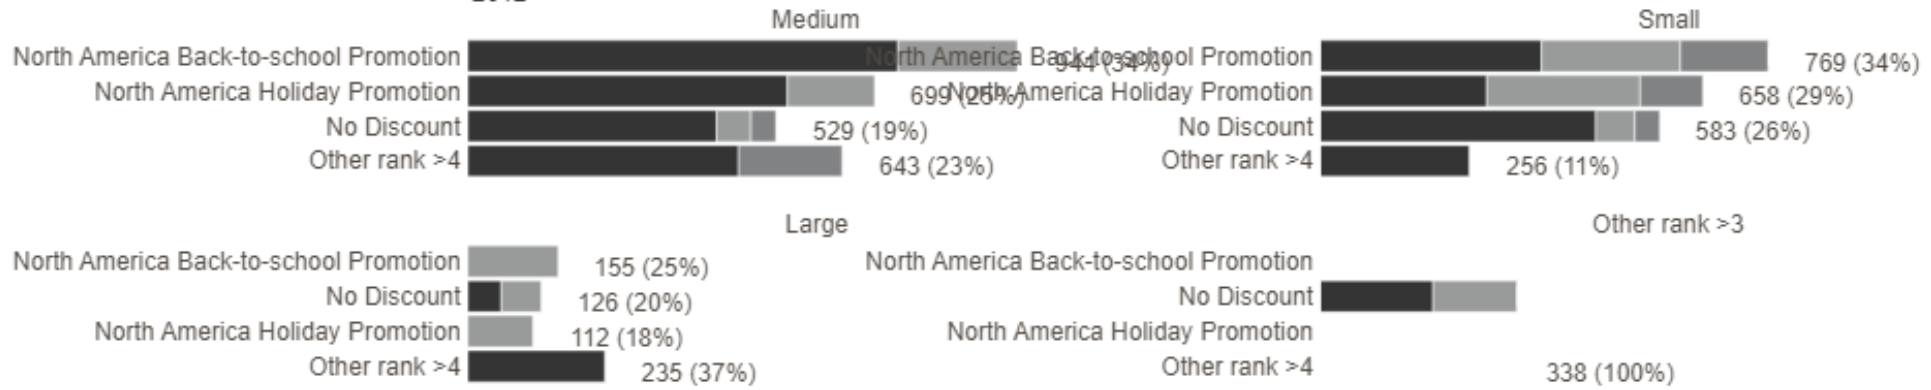 Medium
North America Back-to-school Promotion 944 (34%)
North America Holiday Promotion 699 (25%)
No Discount 529 (19%)
Other rank >4 643 (23%)
Small
North America Back-to-school Promotion 769 (34%)
North America Holiday Promotion 658 (29%)
No Discount 583 (26%)
Other rank >4 256 (11%)
Large
North America Back-to-school Promotion 155 (25%)
No Discount 126 (20%)
North America Holiday Promotion 112 (18%)
Other rank >4 235 (37%)
Other rank >3
North America Back-to-school Promotion
No Discount
North America Holiday Promotion
Other rank >4 338 (100%)